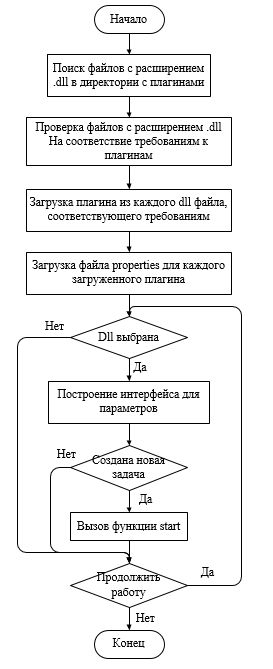 Начало
Поиск файлов с расширением
.dll в директории с плагинами
Проверка файлов с расширением .dll
На соответствие требованиям к
плагинам
Загрузка плагина из каждого dll файла,
соответствующего требованиям
Загрузка файла properties для каждого
загруженного плагина
Нет
Dll выбрана
Да
Построение интерфейса для
параметров
Нет
Создана новая
задача
Да
Вызов функции start
Продолжить
работу
Да
Нет
Конец